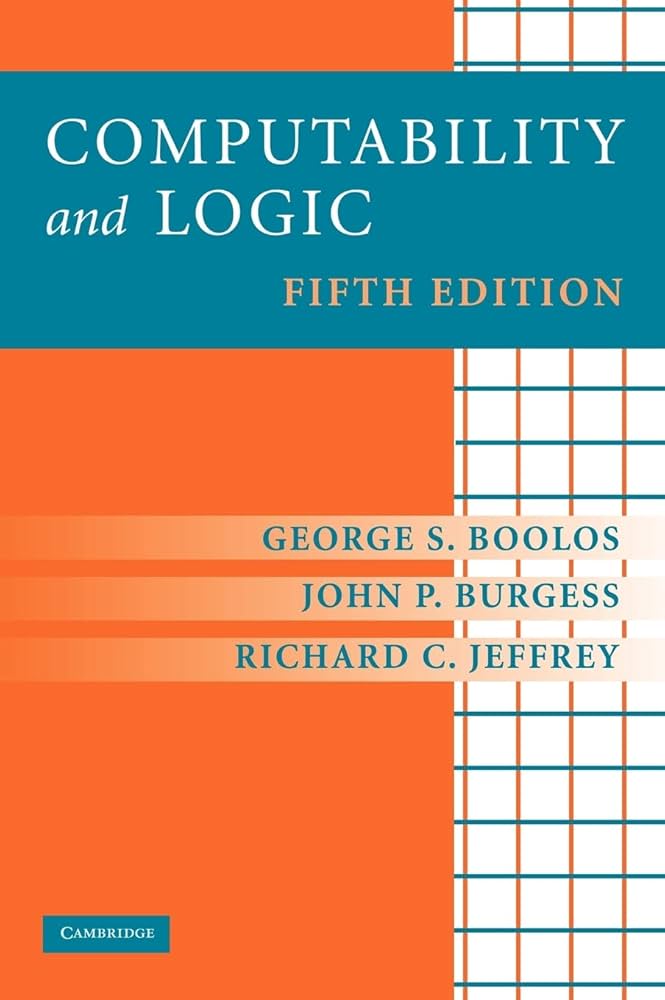 COMPUTABILITY
and LOGIC
FIFTH EDITION
GEORGE S. BOOLOS
JOHN P. BURGESS
RICHARD C. JEFFREY
CAMBRIDGE